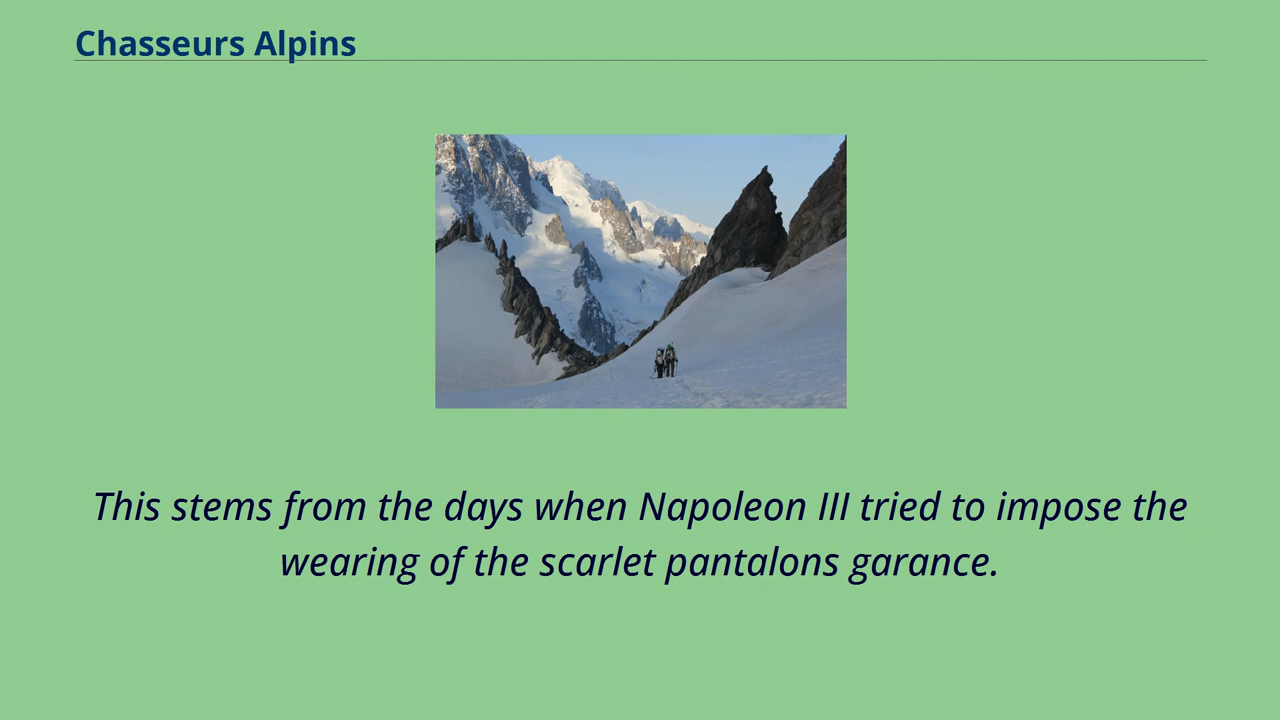 Chasseurs Alpins
This stems from the days when Napoleon III tried to impose the
wearing of the scarlet pantalons garance.